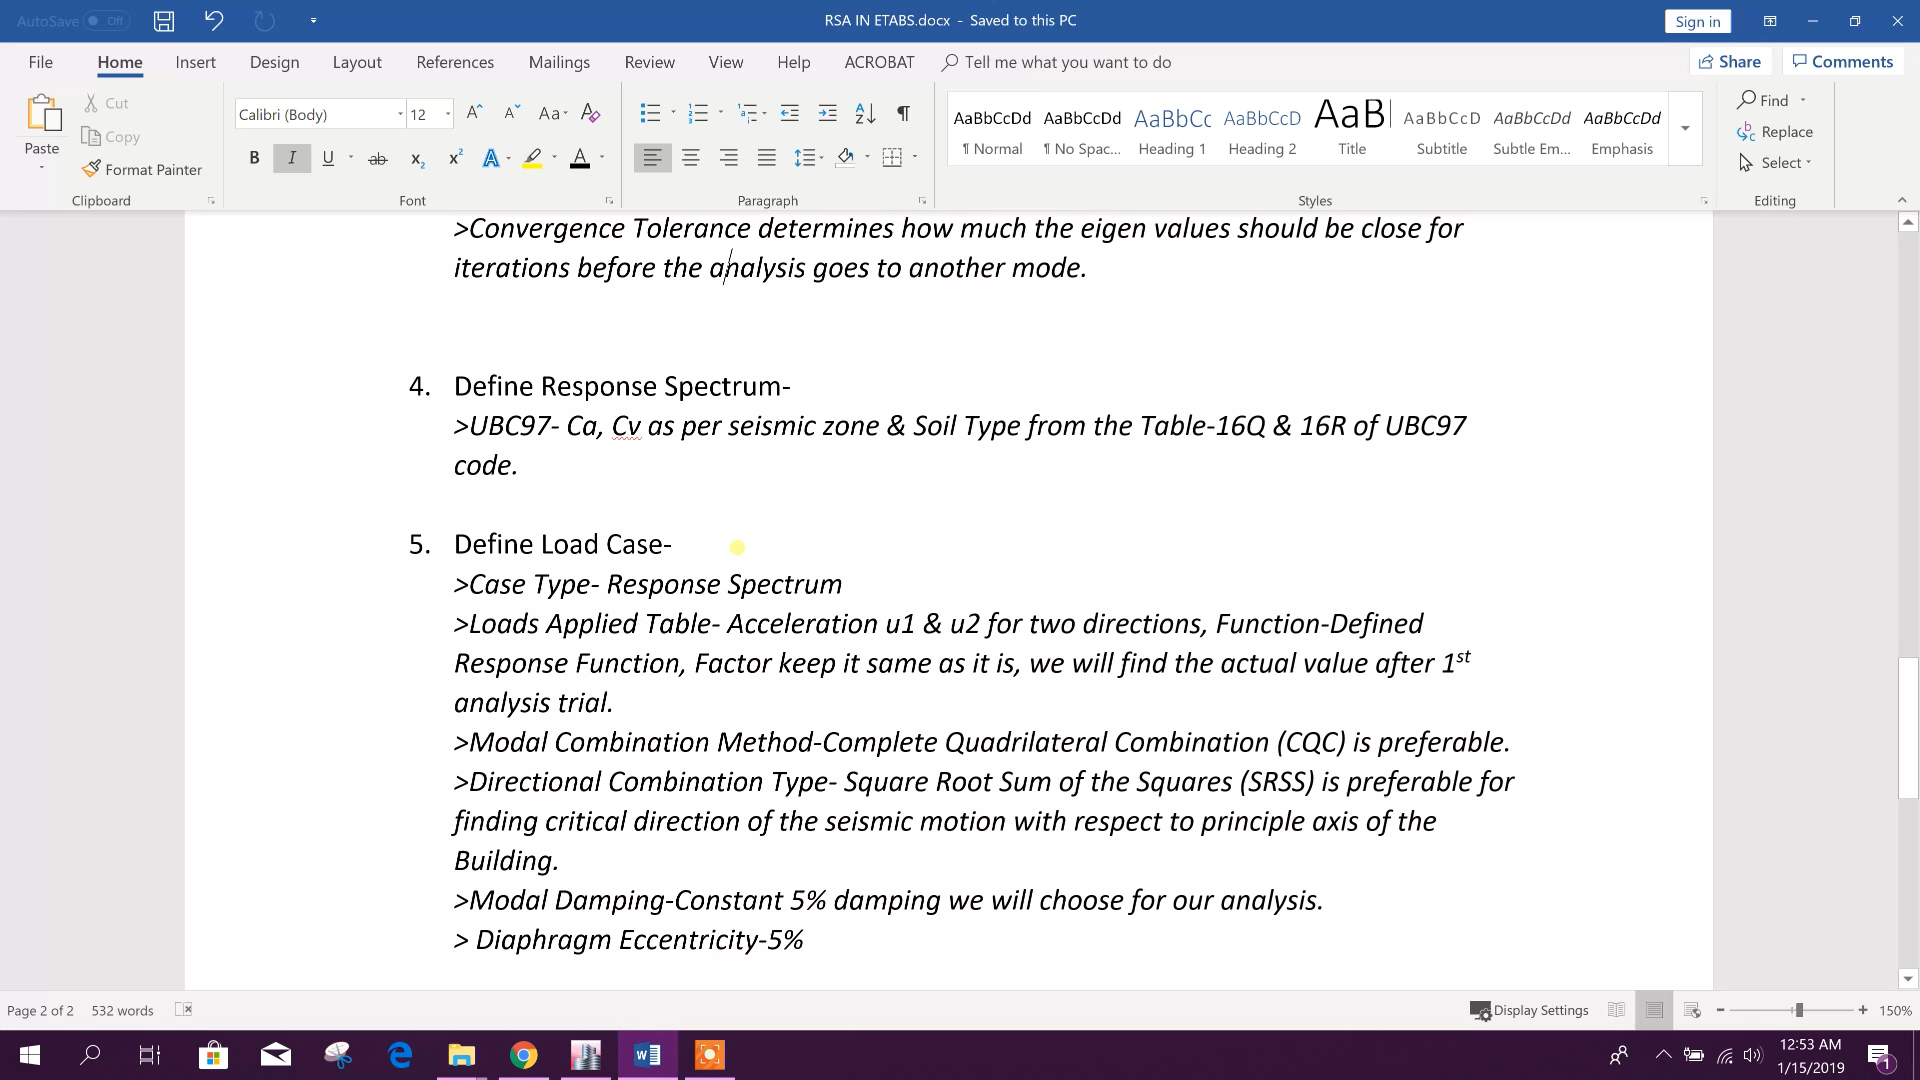 AutoSave Off RSA IN ETABS.docx - Saved to this PC Sign in
File Home Insert Design Layout References Mailings Review View Help ACROBAT Tell me what you want to do Share Comments
Paste Cut Copy Format Painter
Calibri (Body) 12
AaBbCcDd AaBbCcDd AaBbCc AaBbCcD AaB AaBbCcD AaBbCcDd AaBbCcDd
¶ Normal ¶ No Spac... Heading 1 Heading 2 Title Subtitle Subtle Em... Emphasis
Find Replace Select
Clipboard Font Paragraph Styles Editing
>Convergence Tolerance determines how much the eigen values should be close for
iterations before the analysis goes to another mode.
4. Define Response Spectrum-
>UBC97- Ca, Cv as per seismic zone & Soil Type from the Table-16Q & 16R of UBC97
code.
5. Define Load Case-
>Case Type- Response Spectrum
>Loads Applied Table- Acceleration u1 & u2 for two directions, Function-Defined
Response Function, Factor keep it same as it is, we will find the actual value after 1st
analysis trial.
>Modal Combination Method-Complete Quadrilateral Combination (CQC) is preferable.
>Directional Combination Type- Square Root Sum of the Squares (SRSS) is preferable for
finding critical direction of the seismic motion with respect to principle axis of the
Building.
>Modal Damping-Constant 5% damping we will choose for our analysis.
> Diaphragm Eccentricity-5%
Page 2 of 2 532 words Display Settings 150%
12:53 AM
1/15/2019
1